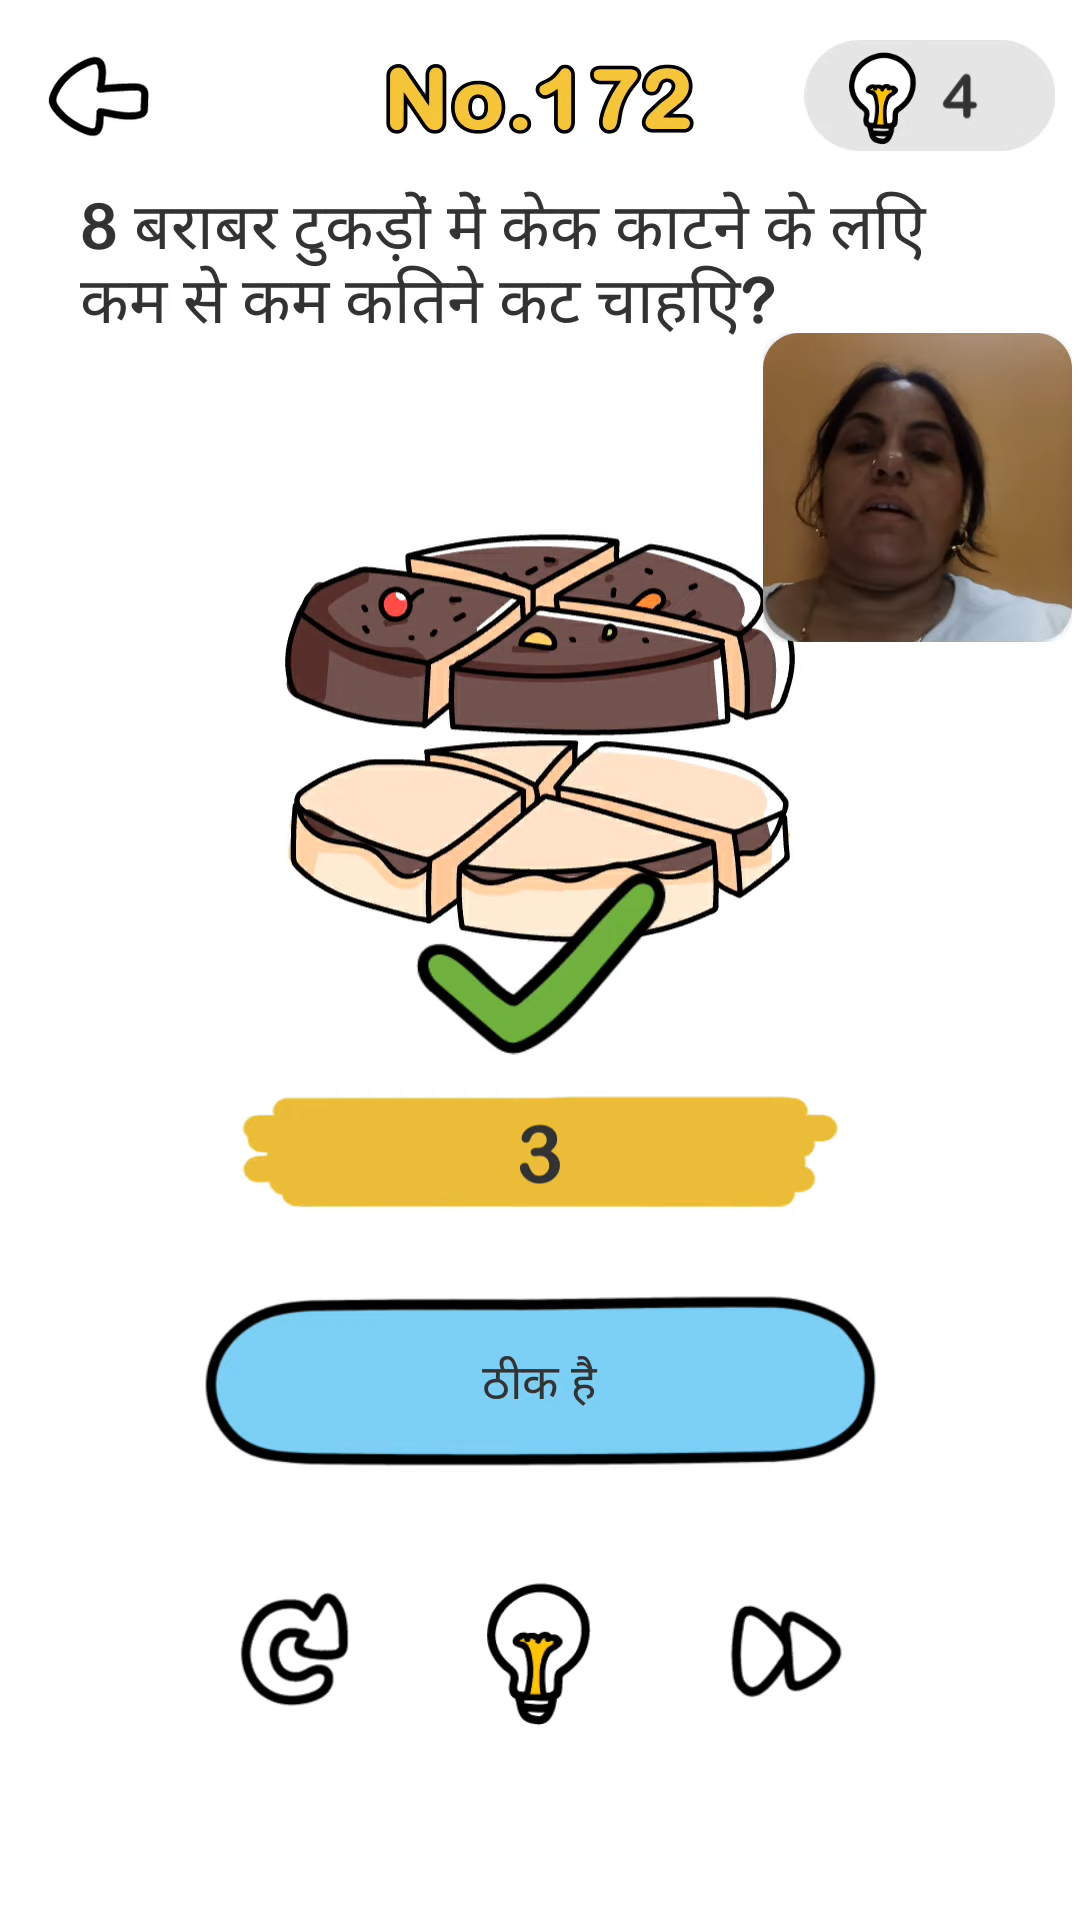 No.172
4
8 बराबर टुकड़ों में केक काटने के लिए
कम से कम कितने कट चाहिए?
3
ठीक है